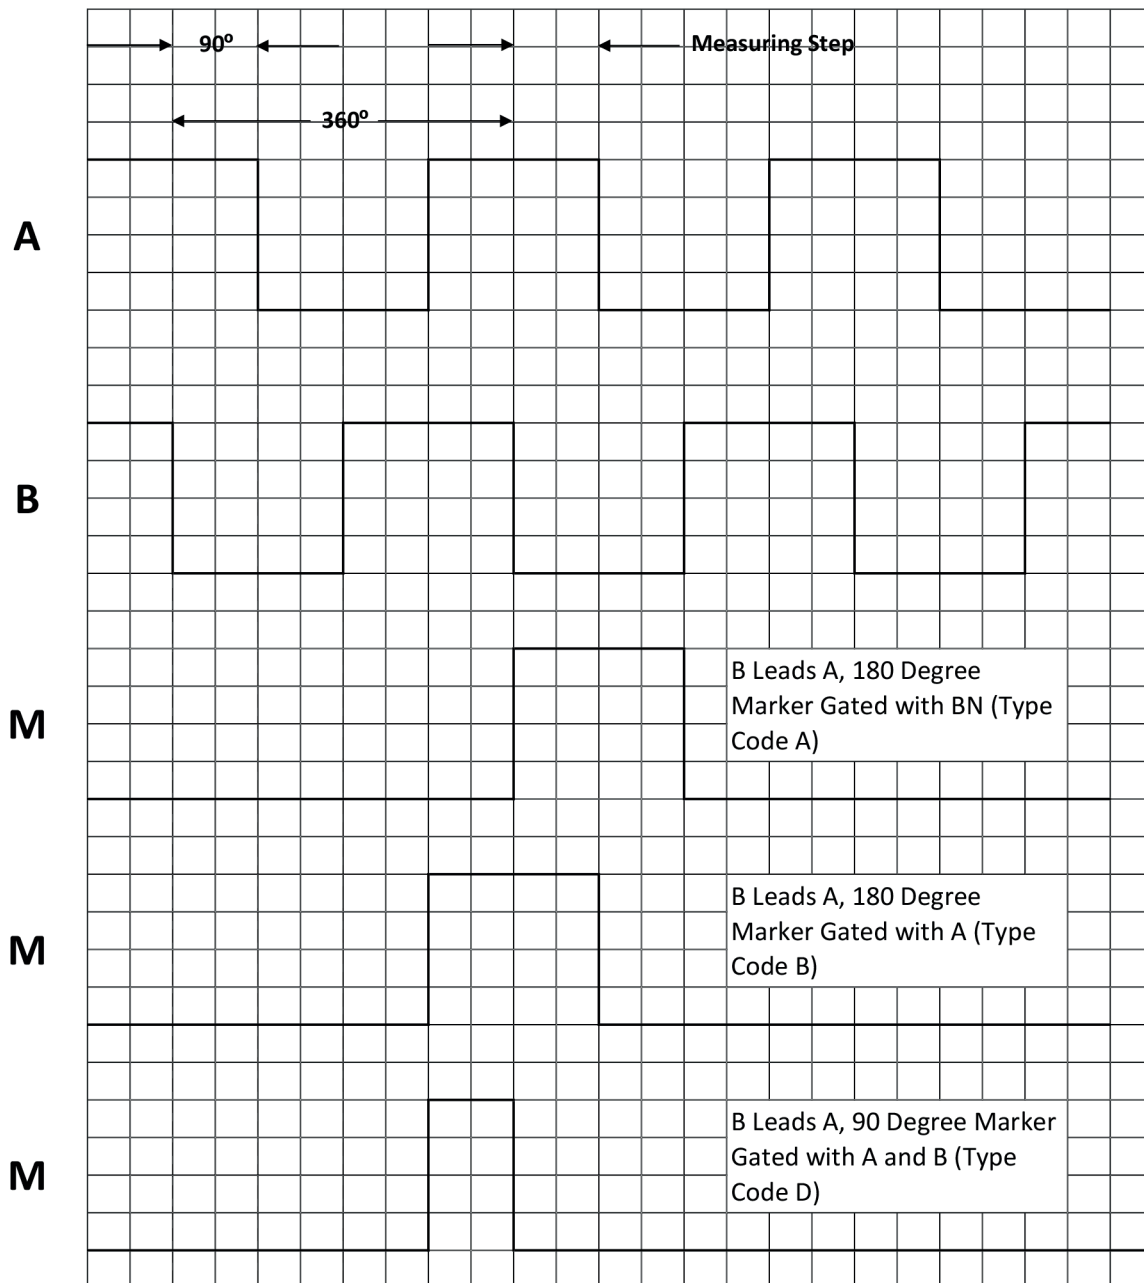 90º
Measuring Step
360º
A
B
M
B Leads A, 180 Degree
Marker Gated with BN (Type
Code A)
M
B Leads A, 180 Degree
Marker Gated with A (Type
Code B)
M
B Leads A, 90 Degree Marker
Gated with A and B (Type
Code D)